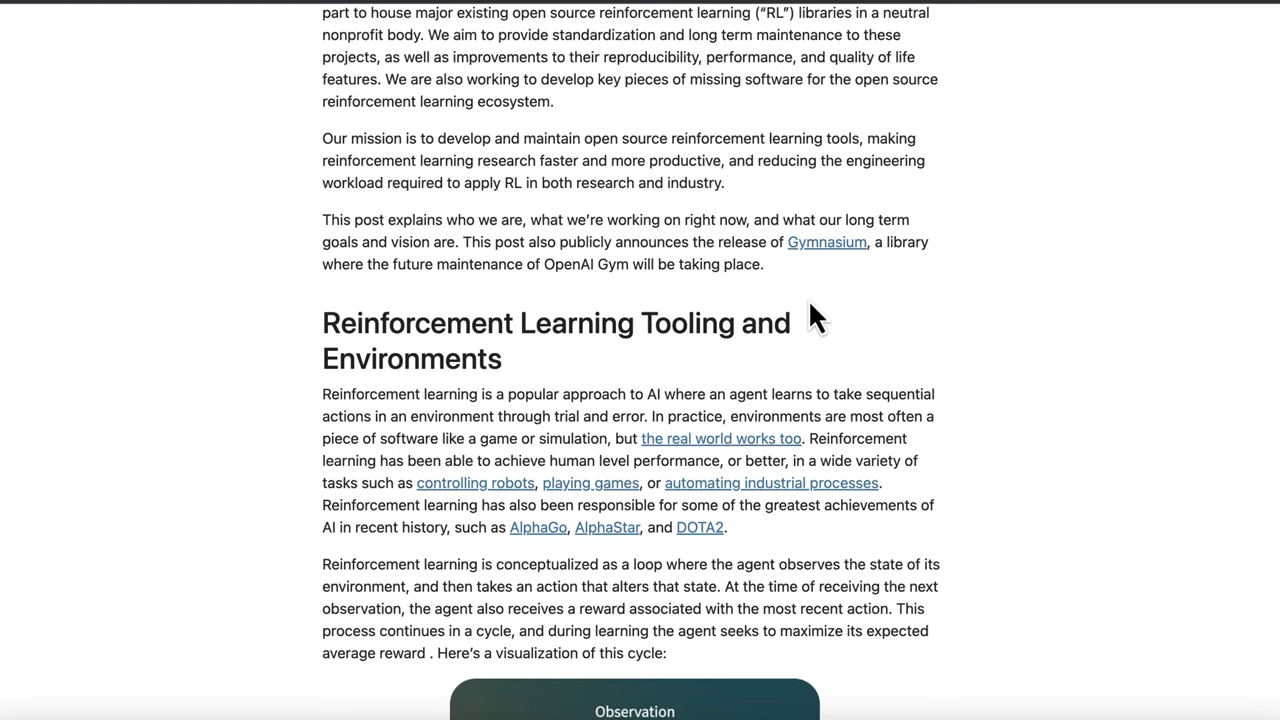 part to house major existing open source reinforcement learning (“RL”) libraries in a neutral
nonprofit body. We aim to provide standardization and long term maintenance to these
projects, as well as improvements to their reproducibility, performance, and quality of life
features. We are also working to develop key pieces of missing software for the open source
reinforcement learning ecosystem.
Our mission is to develop and maintain open source reinforcement learning tools, making
reinforcement learning research faster and more productive, and reducing the engineering
workload required to apply RL in both research and industry.
This post explains who we are, what we’re working on right now, and what our long term
goals and vision are. This post also publicly announces the release of Gymnasium, a library
where the future maintenance of OpenAI Gym will be taking place.
Reinforcement Learning Tooling and
Environments
Reinforcement learning is a popular approach to AI where an agent learns to take sequential
actions in an environment through trial and error. In practice, environments are most often a
piece of software like a game or simulation, but the real world works too. Reinforcement
learning has been able to achieve human level performance, or better, in a wide variety of
tasks such as controlling robots, playing games, or automating industrial processes.
Reinforcement learning has also been responsible for some of the greatest achievements of
AI in recent history, such as AlphaGo, AlphaStar, and DOTA2.
Reinforcement learning is conceptualized as a loop where the agent observes the state of its
environment, and then takes an action that alters that state. At the time of receiving the next
observation, the agent also receives a reward associated with the most recent action. This
process continues in a cycle, and during learning the agent seeks to maximize its expected
average reward . Here’s a visualization of this cycle:
Observation